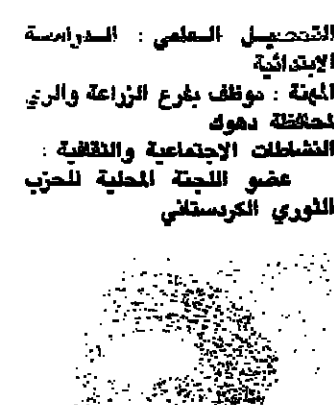 التحصيل العلمي : الدراسة
الابتدائية
المهنة : موظف بفرع الزراعة والري
لمحافظة دهوك
النشاطات الاجتماعية والثقافية :
عضو اللجنة المحلية للحزب
الثوري الكردستاني